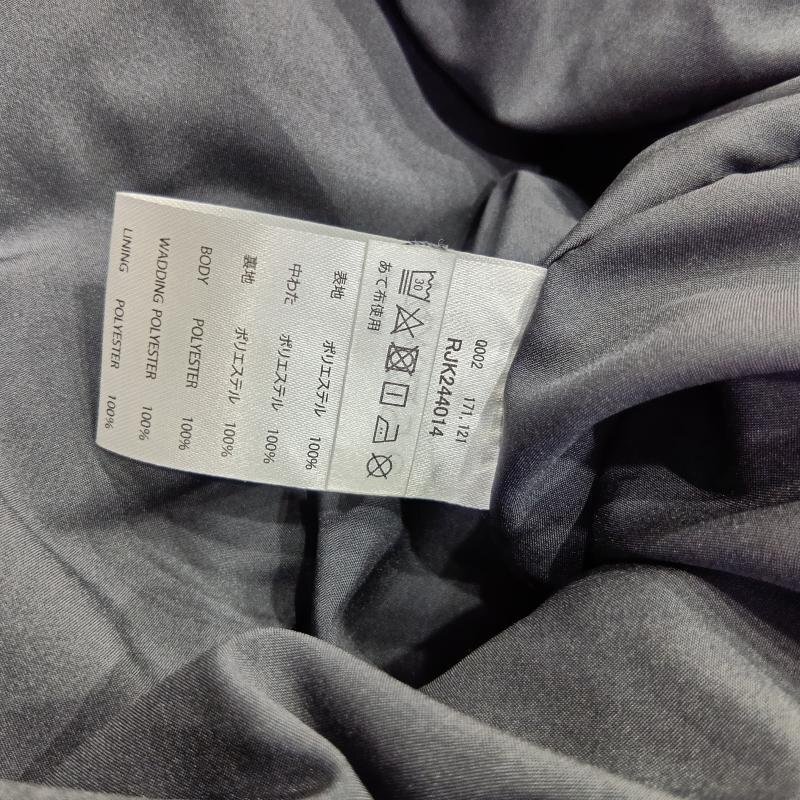 Q002 171.121
RJK244014
30
あて布使用
表地 ポリエステル 100%
中わた ポリエステル 100%
裏地 ポリエステル 100%
BODY POLYESTER 100%
WADDING POLYESTER 100%
LINING POLYESTER 100%